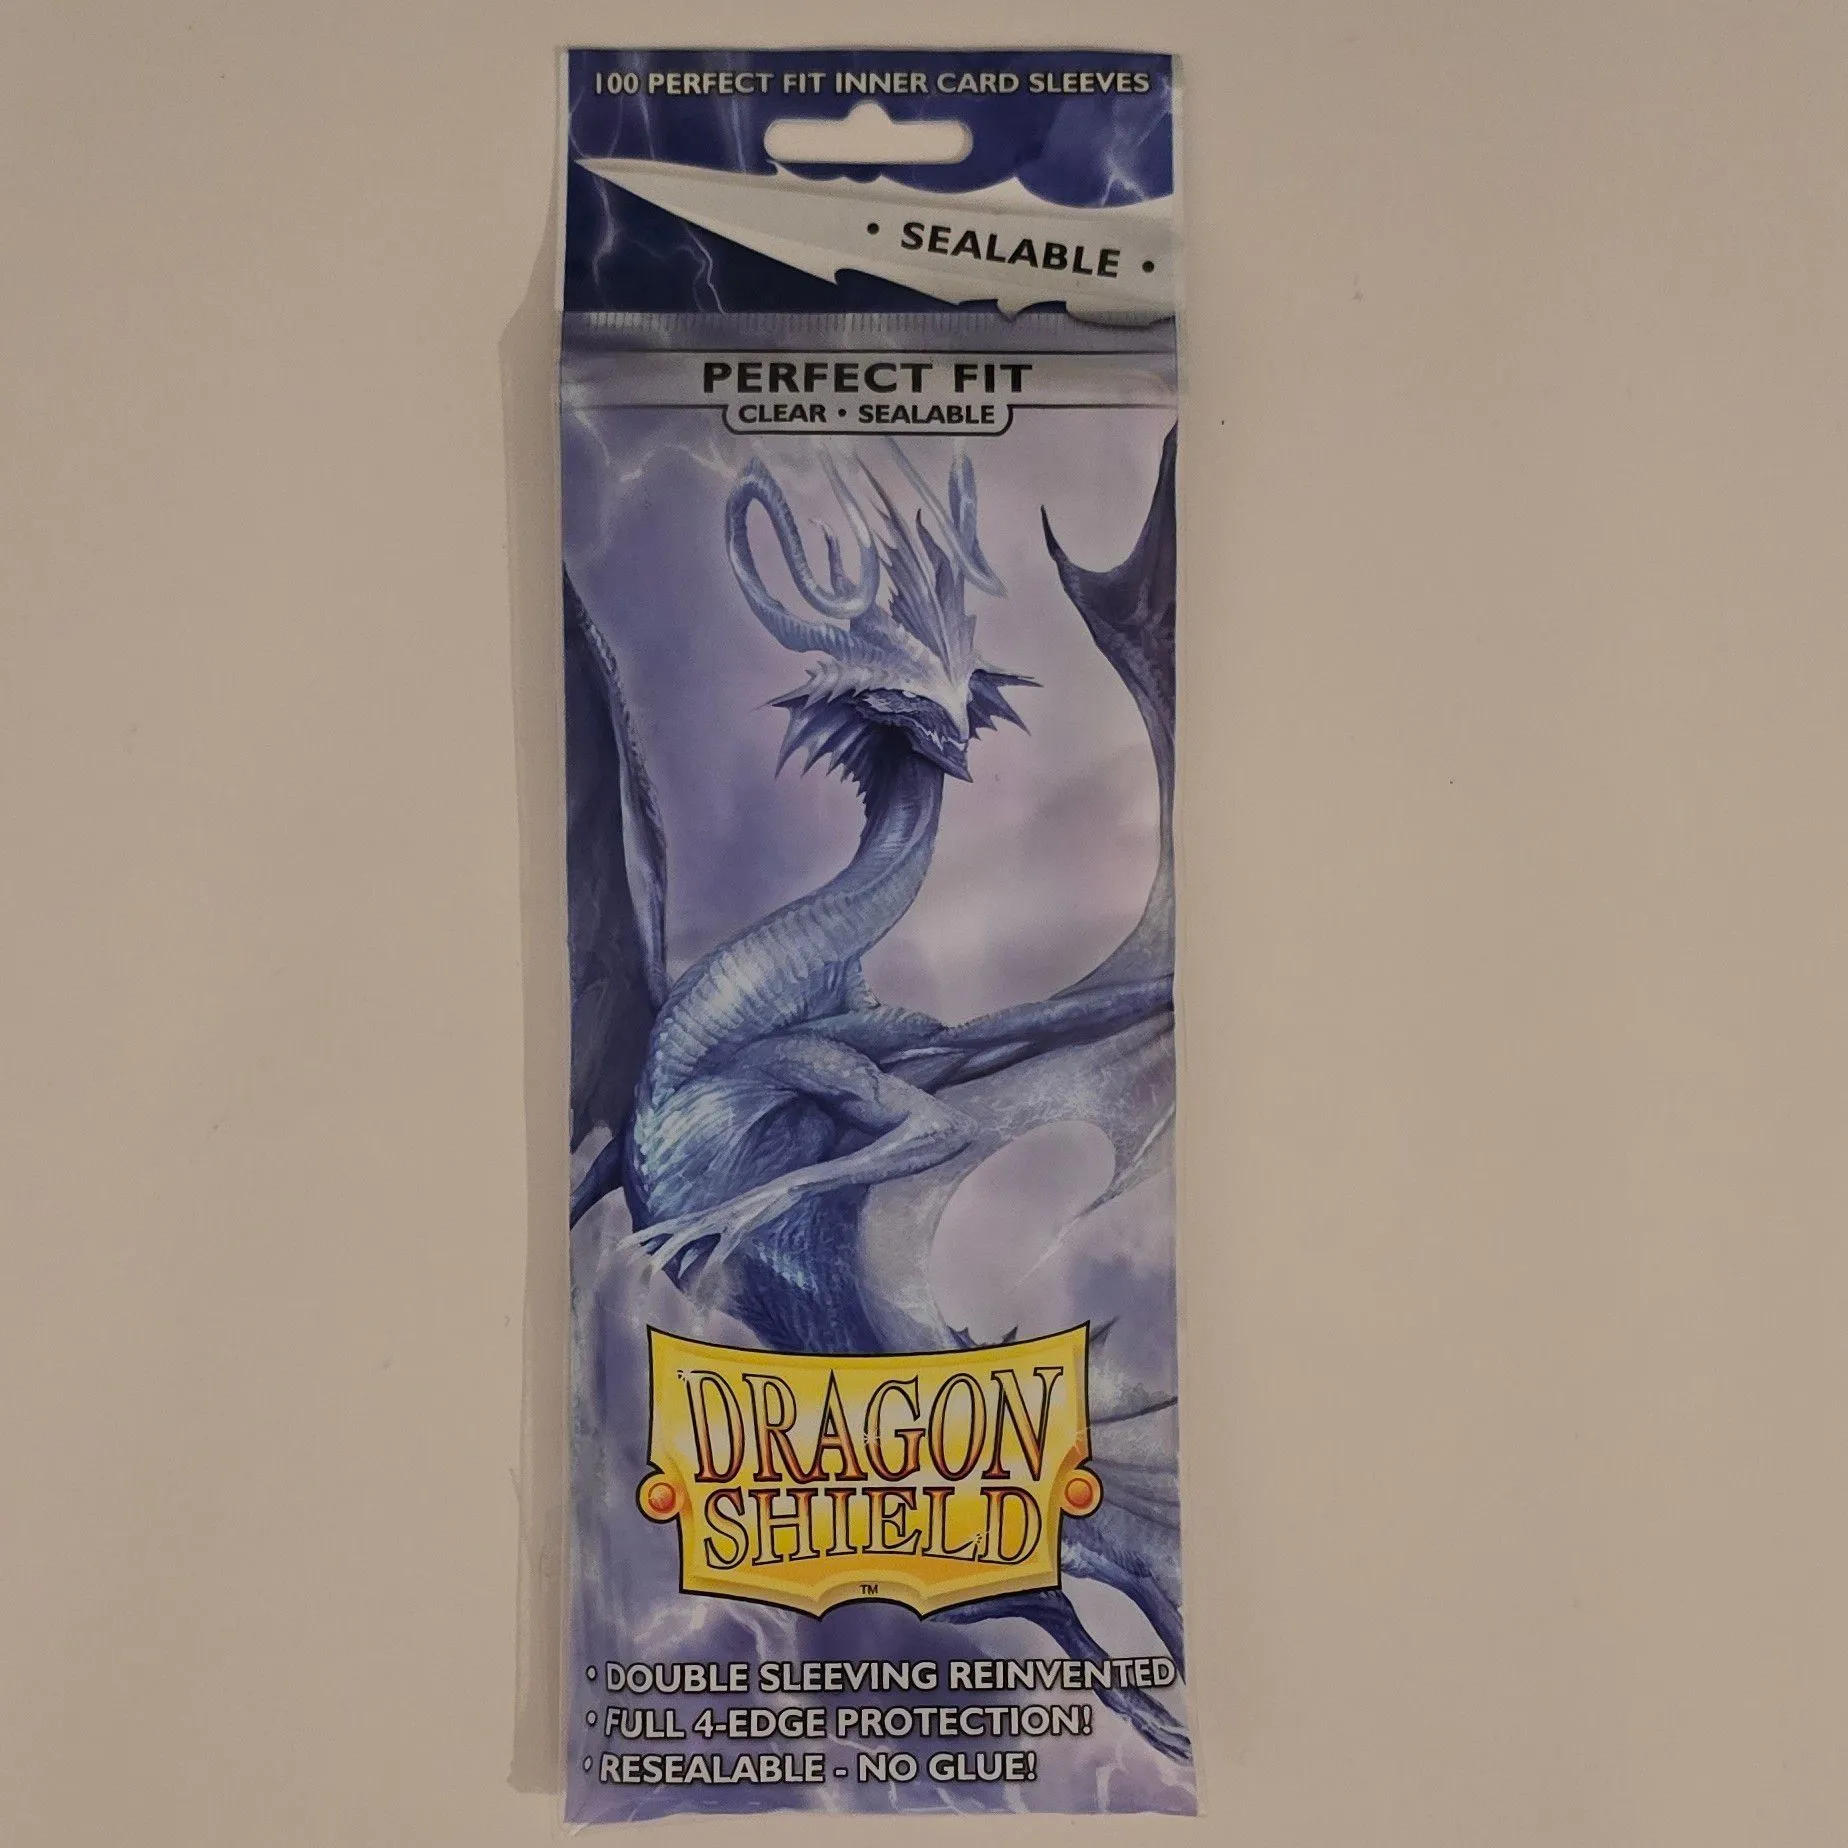 100 PERFECT FIT INNER CARD SLEEVES
• SEALABLE •
PERFECT FIT
CLEAR • SEALABLE
DRAGON
SHIELD
™
• DOUBLE SLEEVING REINVENTED
• FULL 4-EDGE PROTECTION!
• RESEALABLE - NO GLUE!